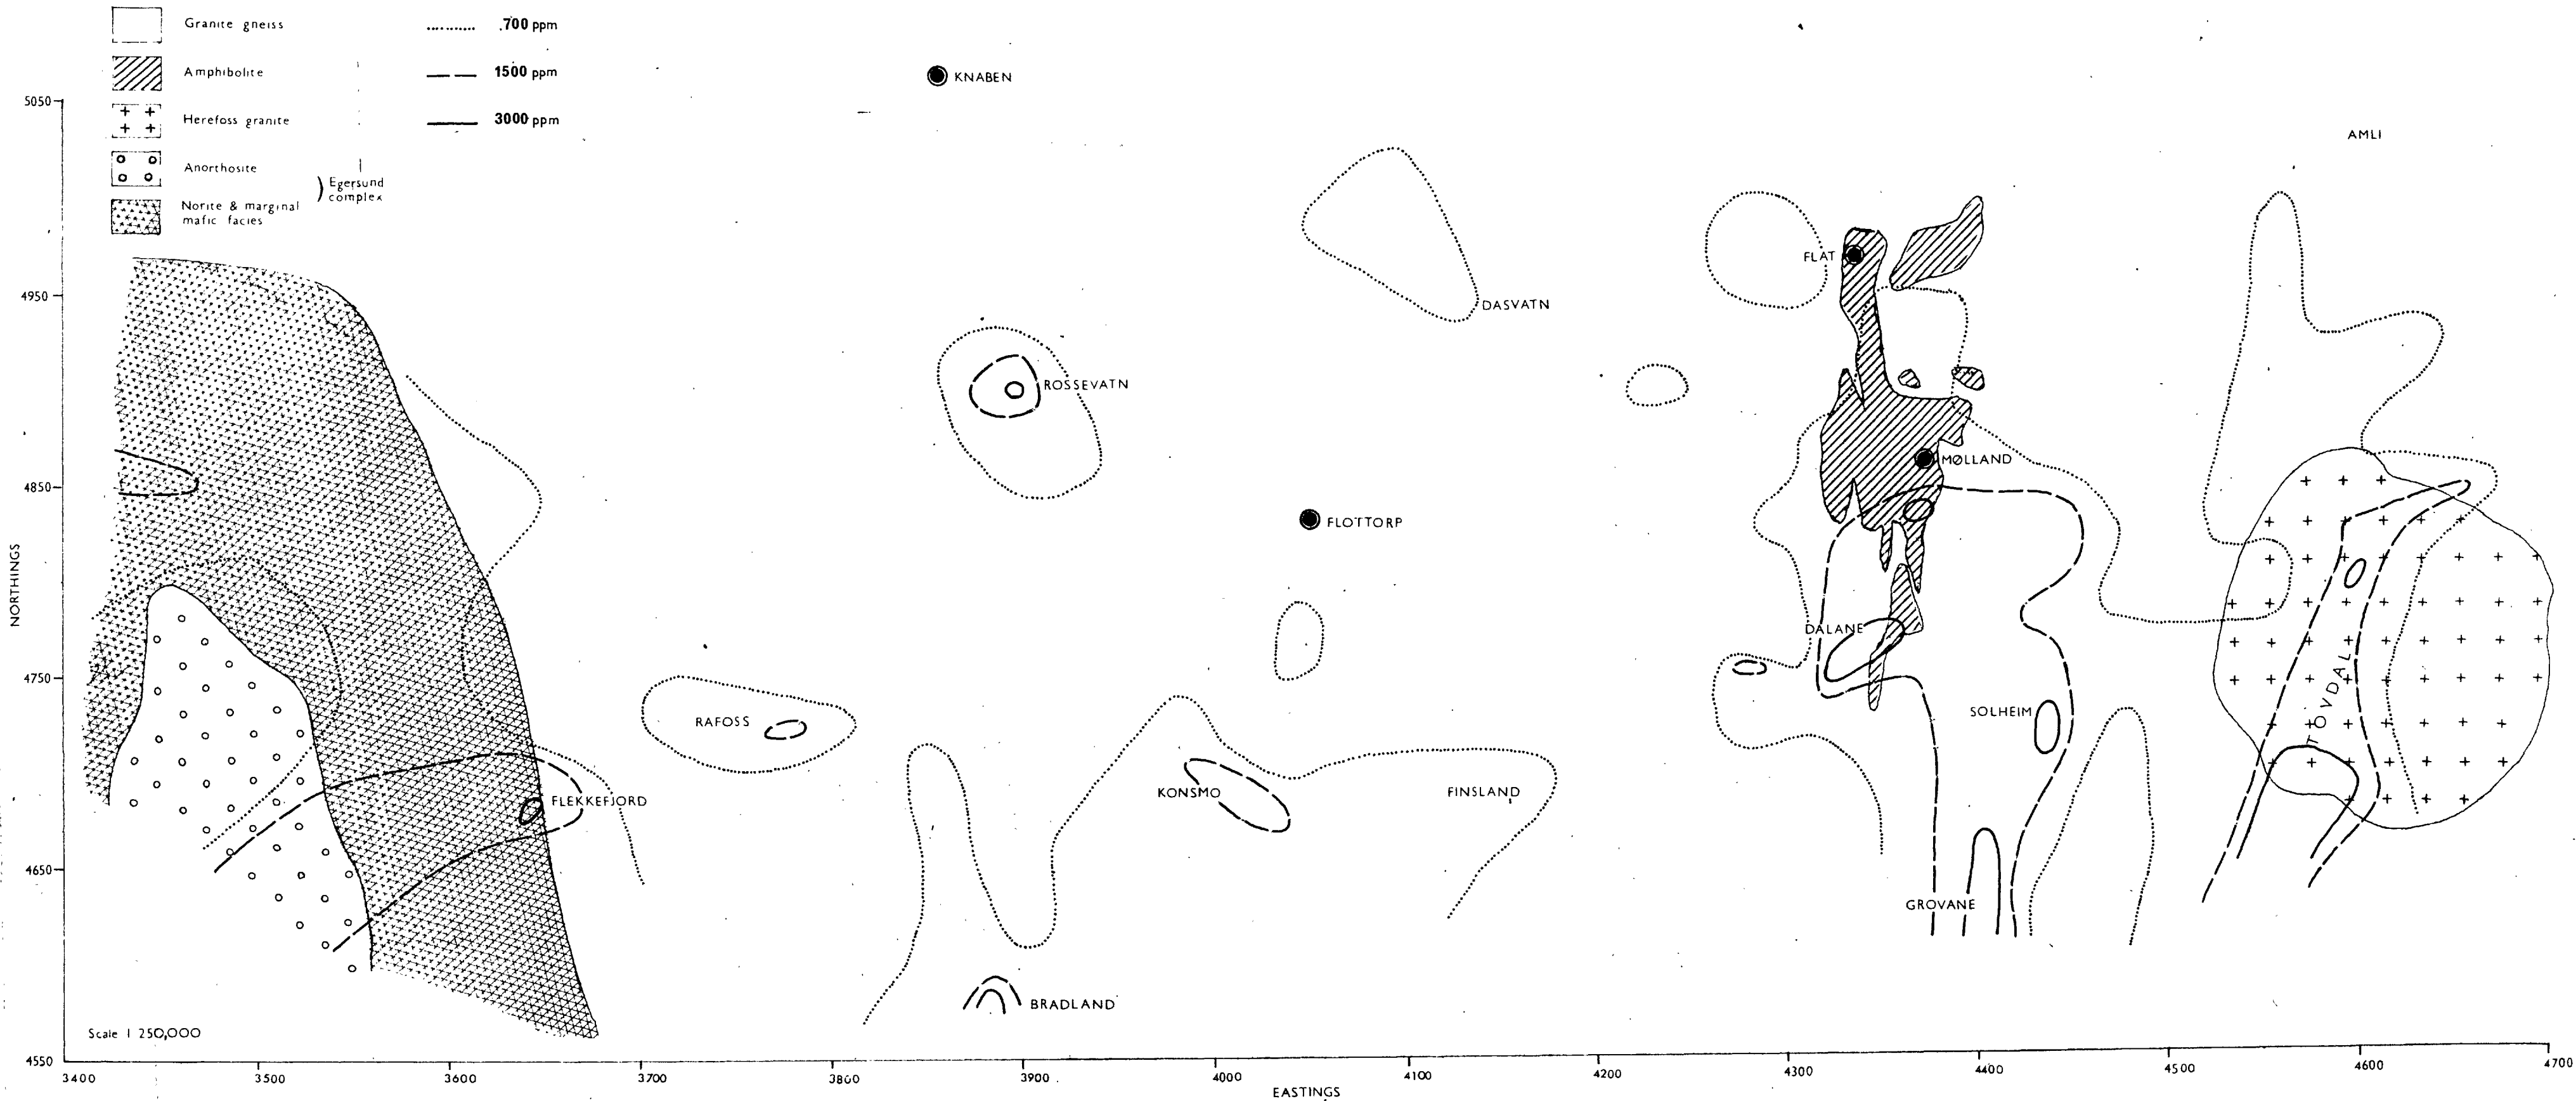 Granite gneiss
Amphibolite
Herefoss granite
Anorthosite
Norite & marginal
mafic facies
) Egersund
complex
.700 ppm
1500 ppm
3000 ppm
KNABEN
AMLI
FLAT
DASVATN
ROSSEVATN
MØLLAND
FLOTTORP
DALANE
RAFOSS
SOLHEIM
TOVDAL
FLEKKEFJORD
KONSMO
FINSLAND
GROVANE
BRADLAND
Scale 1 250,000
NORTHINGS
5050
4950
4850
4750
4650
4550
3400 3500 3600 3700 3800 3900 4000 4100 4200 4300 4400 4500 4600 4700
EASTINGS